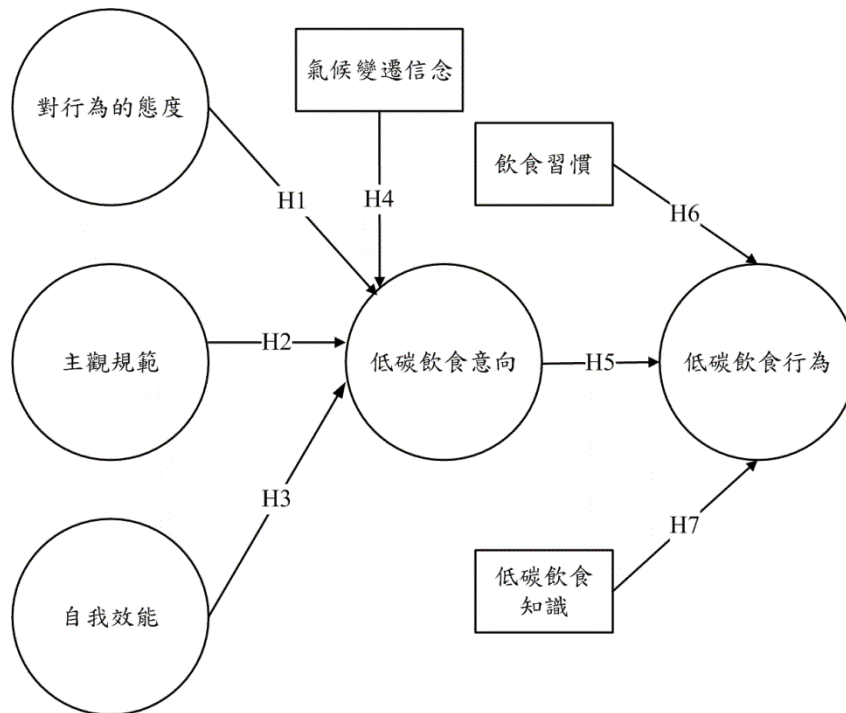 對行為的態度
氣候變遷信念
飲食習慣
H1
H4
H6
主觀規範
H2
低碳飲食意向
H5
低碳飲食行為
H3
H7
自我效能
低碳飲食
知識